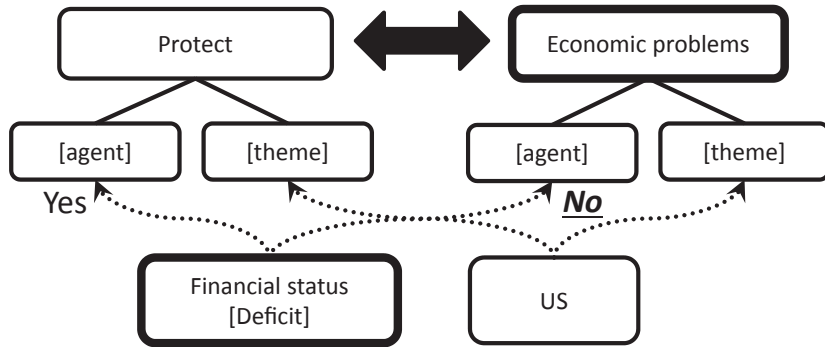 Protect
Economic problems
[agent]
[theme]
[agent]
[theme]
Yes
No
Financial status
[Deficit]
US